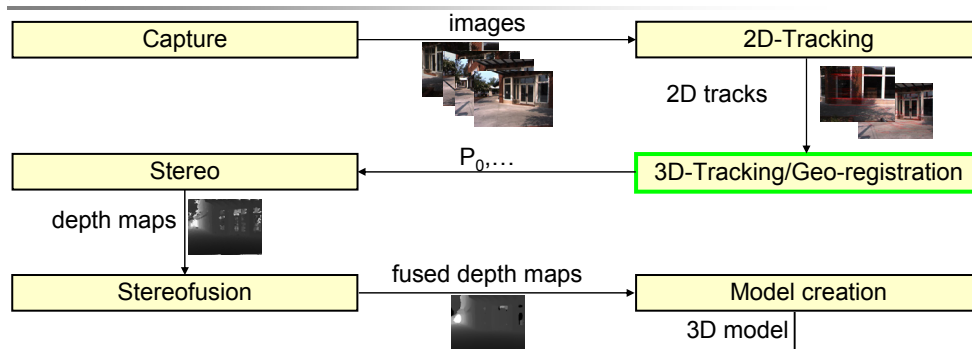 Capture
images
2D-Tracking
2D tracks
3D-Tracking/Geo-registration
P0,...
Stereo
depth maps
Stereofusion
fused depth maps
Model creation
3D model